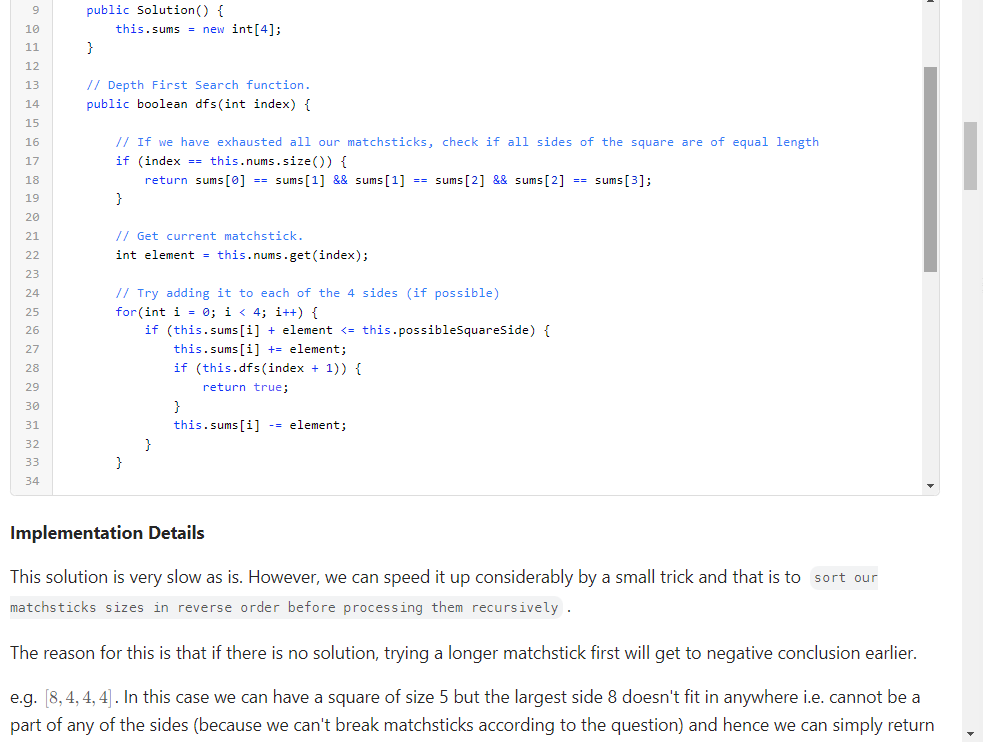 9 public Solution() {
10 this.sums = new int[4];
11 }
12
13 // Depth First Search function.
14 public boolean dfs(int index) {
15
16 // If we have exhausted all our matchsticks, check if all sides of the square are of equal length
17 if (index == this.nums.size()) {
18 return sums[0] == sums[1] && sums[1] == sums[2] && sums[2] == sums[3];
19 }
20
21 // Get current matchstick.
22 int element = this.nums.get(index);
23
24 // Try adding it to each of the 4 sides (if possible)
25 for(int i = 0; i < 4; i++) {
26 if (this.sums[i] + element <= this.possibleSquareSide) {
27 this.sums[i] += element;
28 if (this.dfs(index + 1)) {
29 return true;
30 }
31 this.sums[i] -= element;
32 }
33 }
34
Implementation Details
This solution is very slow as is. However, we can speed it up considerably by a small trick and that is to sort our
matchsticks sizes in reverse order before processing them recursively .
The reason for this is that if there is no solution, trying a longer matchstick first will get to negative conclusion earlier.
e.g. [8, 4, 4, 4]. In this case we can have a square of size 5 but the largest side 8 doesn't fit in anywhere i.e. cannot be a
part of any of the sides (because we can't break matchsticks according to the question) and hence we can simply return